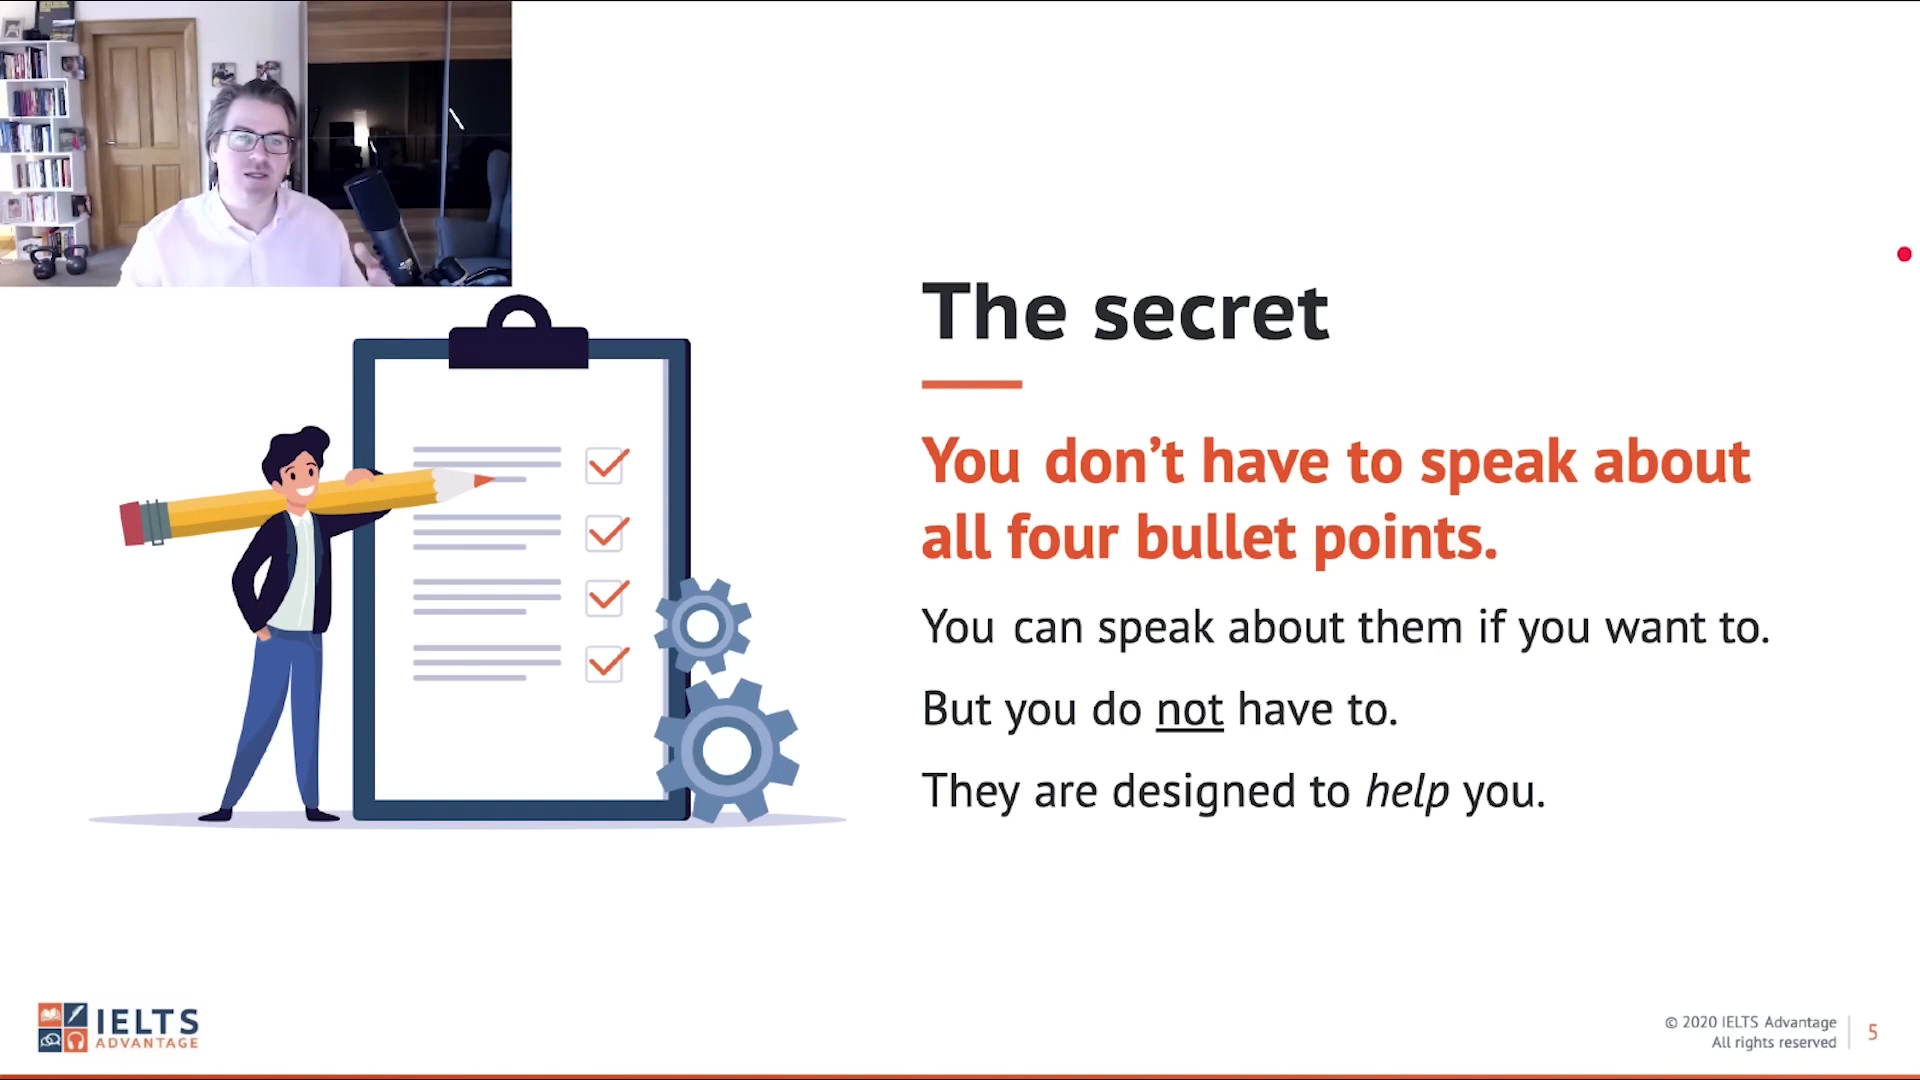 The secret
You don't have to speak about
all four bullet points.
You can speak about them if you want to.
But you do not have to.
They are designed to help you.
IELTS
ADVANTAGE
© 2020 IELTS Advantage
All rights reserved
5